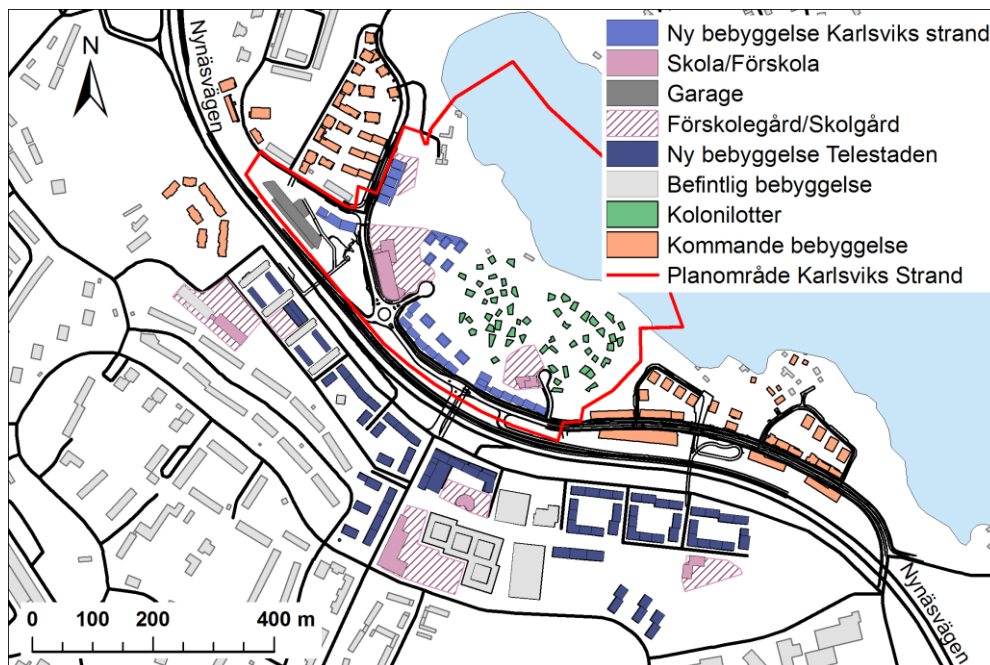 Nynäsvägen
N
Ny bebyggelse Karlsviks strand
Skola/Förskola
Garage
Förskolegård/Skolgård
Ny bebyggelse Telestaden
Befintlig bebyggelse
Kolonilotter
Kommande bebyggelse
Planområde Karlsviks Strand
Nynäsvägen
0 100 200 400 m